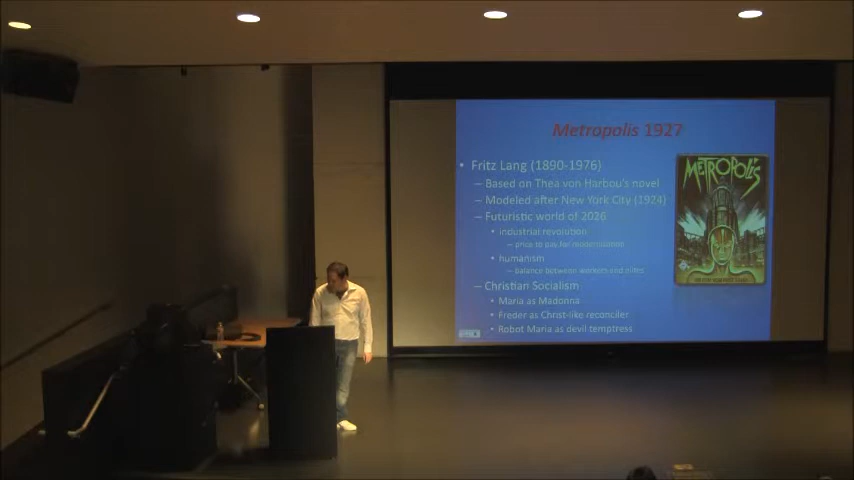 Metropolis 1927
• Fritz Lang (1890-1976)
– Based on Thea von Harbou's novel
– Modeled after New York City (1924)
– Futuristic world of 2026
• industrial revolution
– price to pay for modernization
• humanism
– balance between workers and elites
– Christian Socialism
• Maria as Madonna
• Freder as Christ-like reconciler
• Robot Maria as devil temptress
METROPOLIS